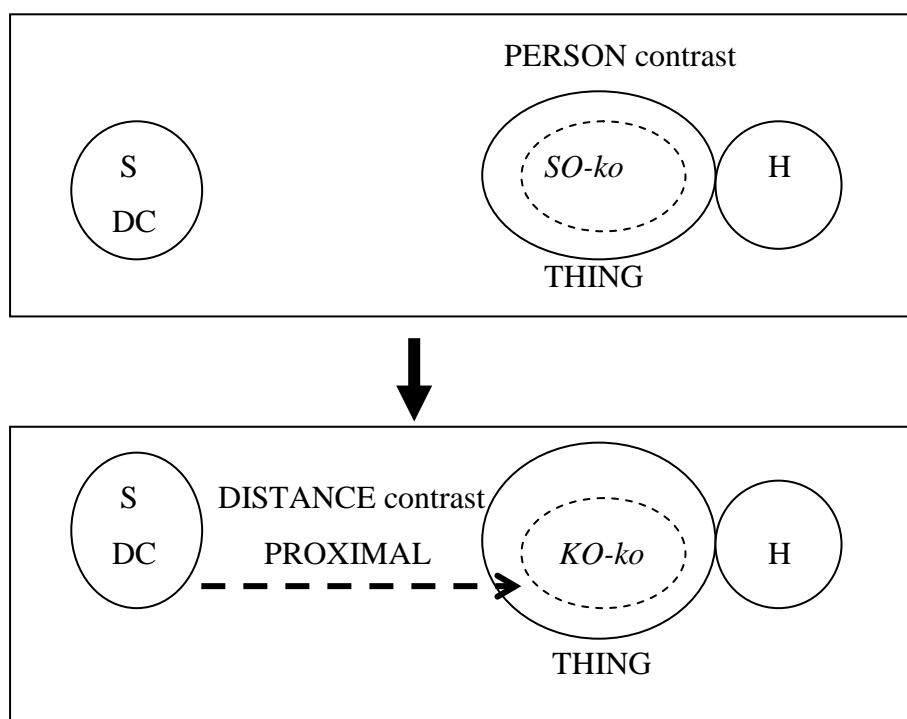 PERSON contrast
S
DC
SO-ko
H
THING
S
DC
DISTANCE contrast
PROXIMAL
KO-ko
H
THING